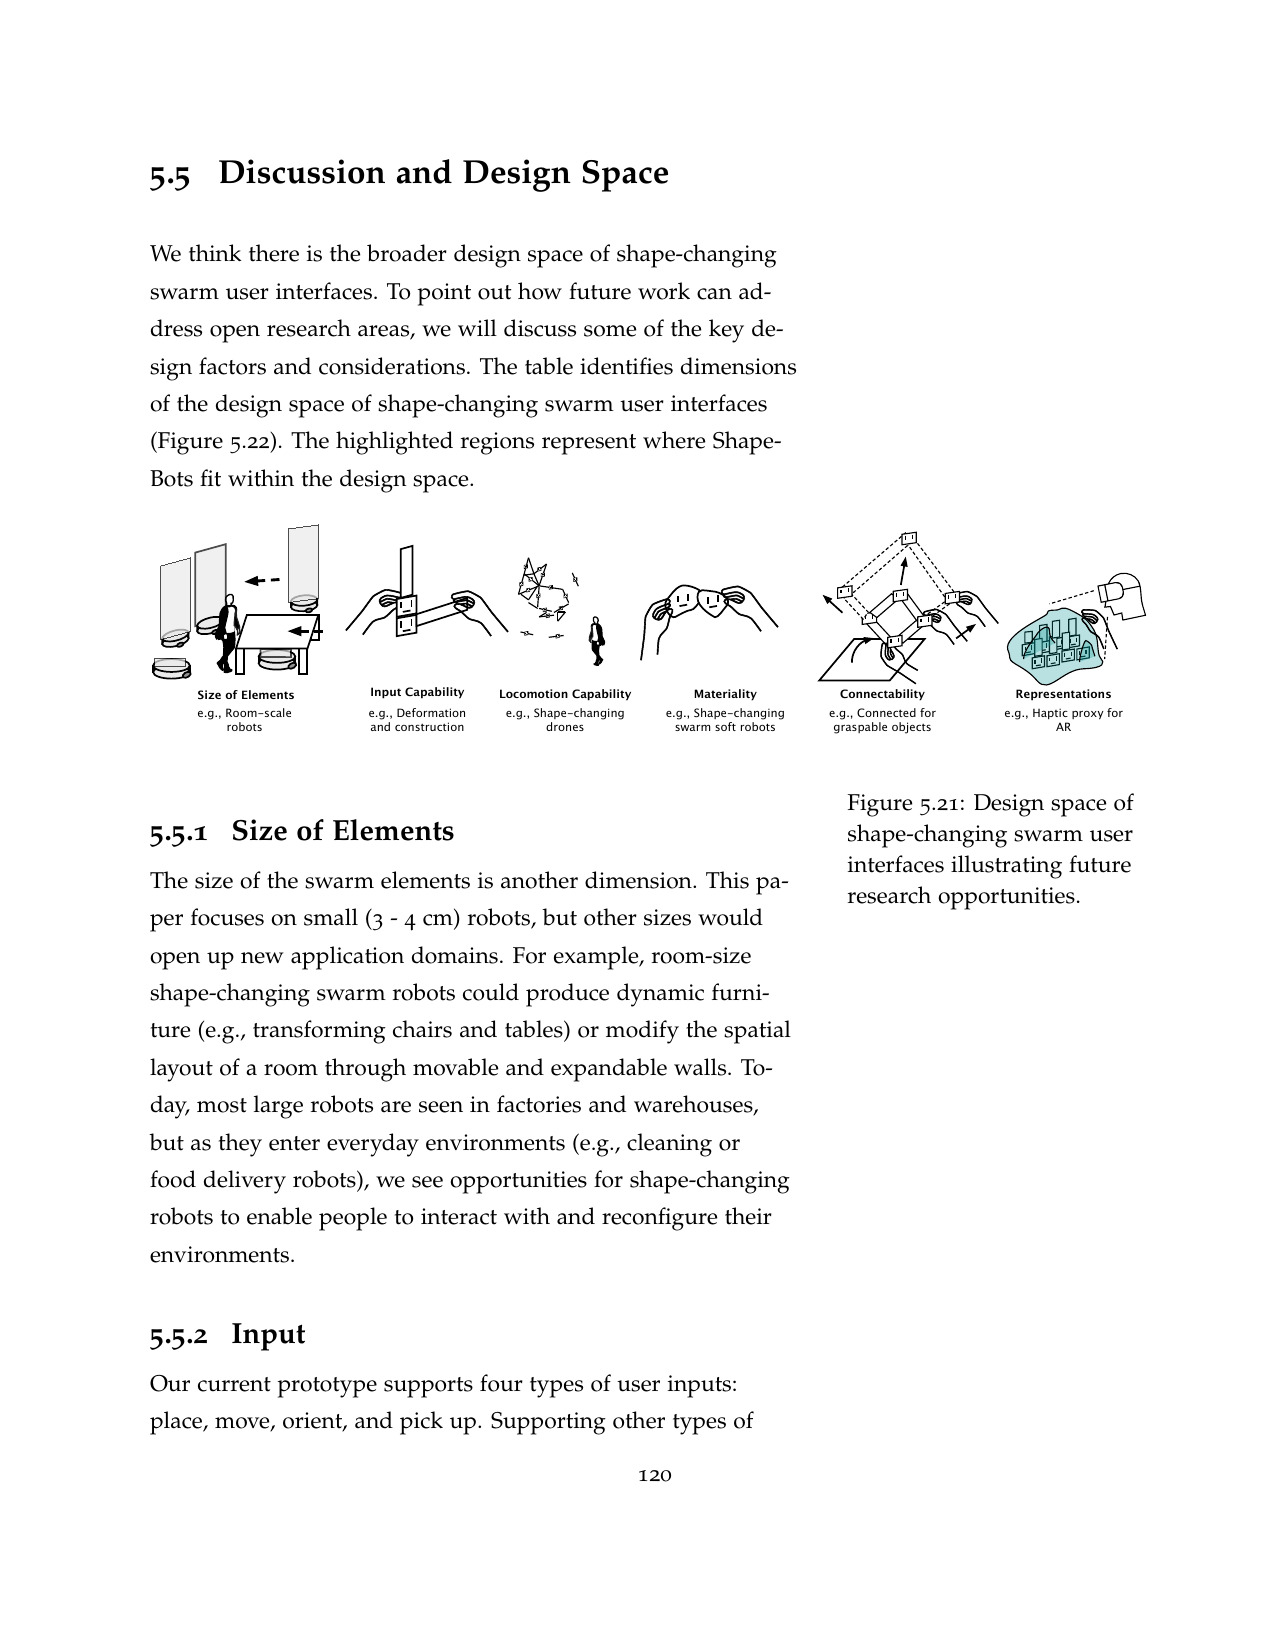 5.5 Discussion and Design Space
We think there is the broader design space of shape-changing
swarm user interfaces. To point out how future work can ad-
dress open research areas, we will discuss some of the key de-
sign factors and considerations. The table identifies dimensions
of the design space of shape-changing swarm user interfaces
(Figure 5.22). The highlighted regions represent where Shape-
Bots fit within the design space.
Size of Elements
e.g., Room-scale
robots
Input Capability
e.g., Deformation
and construction
Locomotion Capability
e.g., Shape-changing
drones
Materiality
e.g., Shape-changing
swarm soft robots
Connectability
e.g., Connected for
graspable objects
Representations
e.g., Haptic proxy for
AR
Figure 5.21: Design space of
shape-changing swarm user
interfaces illustrating future
research opportunities.
5.5.1 Size of Elements
The size of the swarm elements is another dimension. This pa-
per focuses on small (3 - 4 cm) robots, but other sizes would
open up new application domains. For example, room-size
shape-changing swarm robots could produce dynamic furni-
ture (e.g., transforming chairs and tables) or modify the spatial
layout of a room through movable and expandable walls. To-
day, most large robots are seen in factories and warehouses,
but as they enter everyday environments (e.g., cleaning or
food delivery robots), we see opportunities for shape-changing
robots to enable people to interact with and reconfigure their
environments.
5.5.2 Input
Our current prototype supports four types of user inputs:
place, move, orient, and pick up. Supporting other types of
120